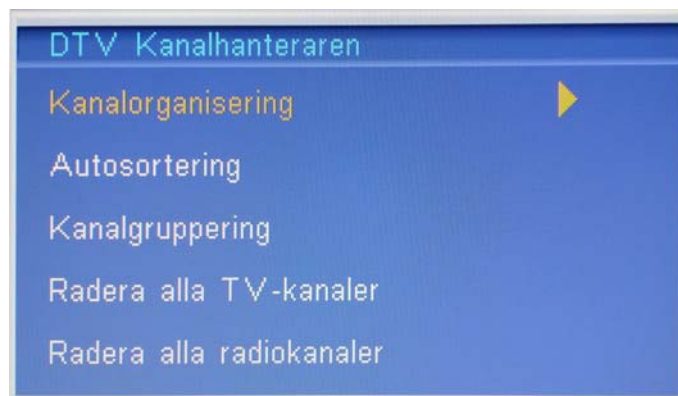 DTV Kanalhanteraren
Kanalorganisering
Autosortering
Kanalgruppering
Radera alla TV-kanaler
Radera alla radiokanaler